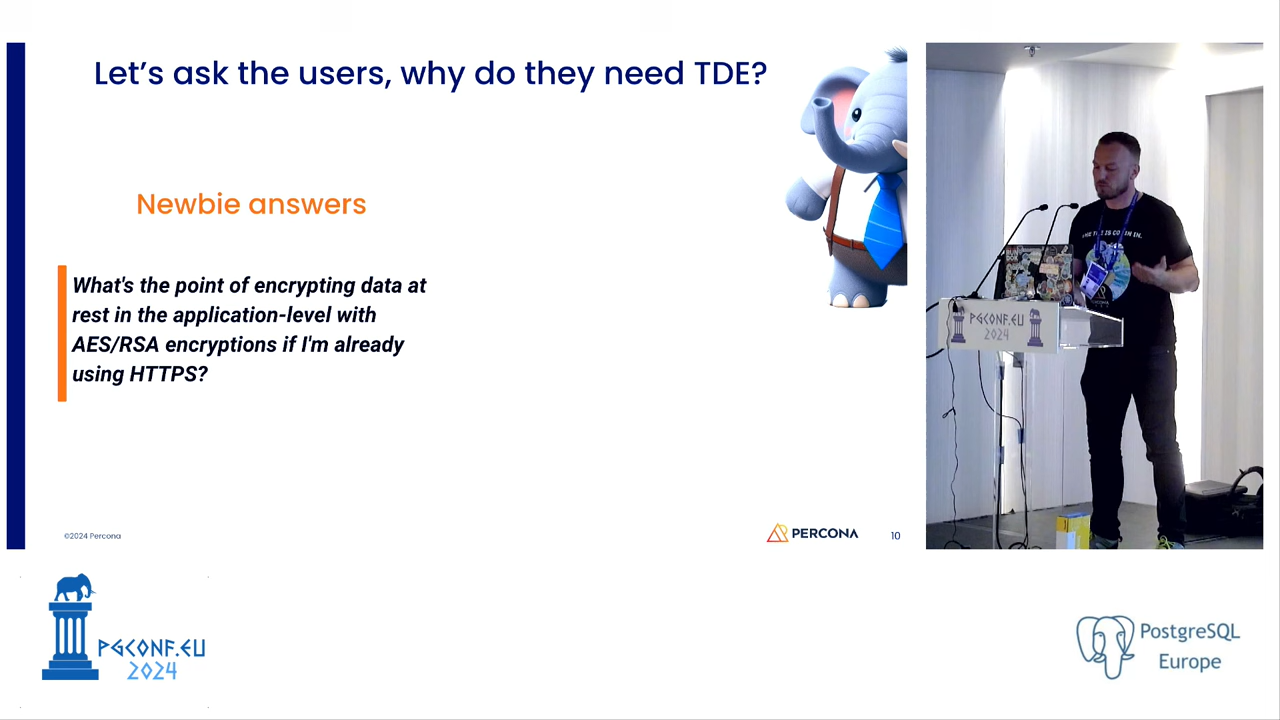 Let's ask the users, why do they need TDE?
Newbie answers
What's the point of encrypting data at
rest in the application-level with
AES/RSA encryptions if I'm already
using HTTPS?
©2024 Percona
PERCONA
10
PGCONF.EU
2024
PGCONF.EU
2024
PostgreSQL
Europe